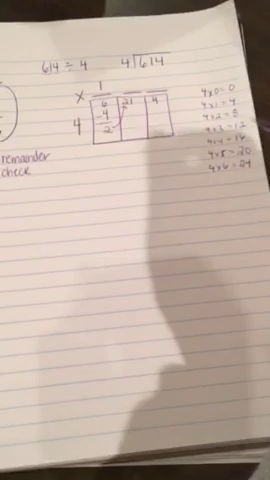 614 ÷ 4
4)614
1 _ _
X 6 21 4
4 -4
2
4x0=0
4x1=4
4x2=8
4x3=12
4x4=16
4x5=20
4x6=24
remainder
check